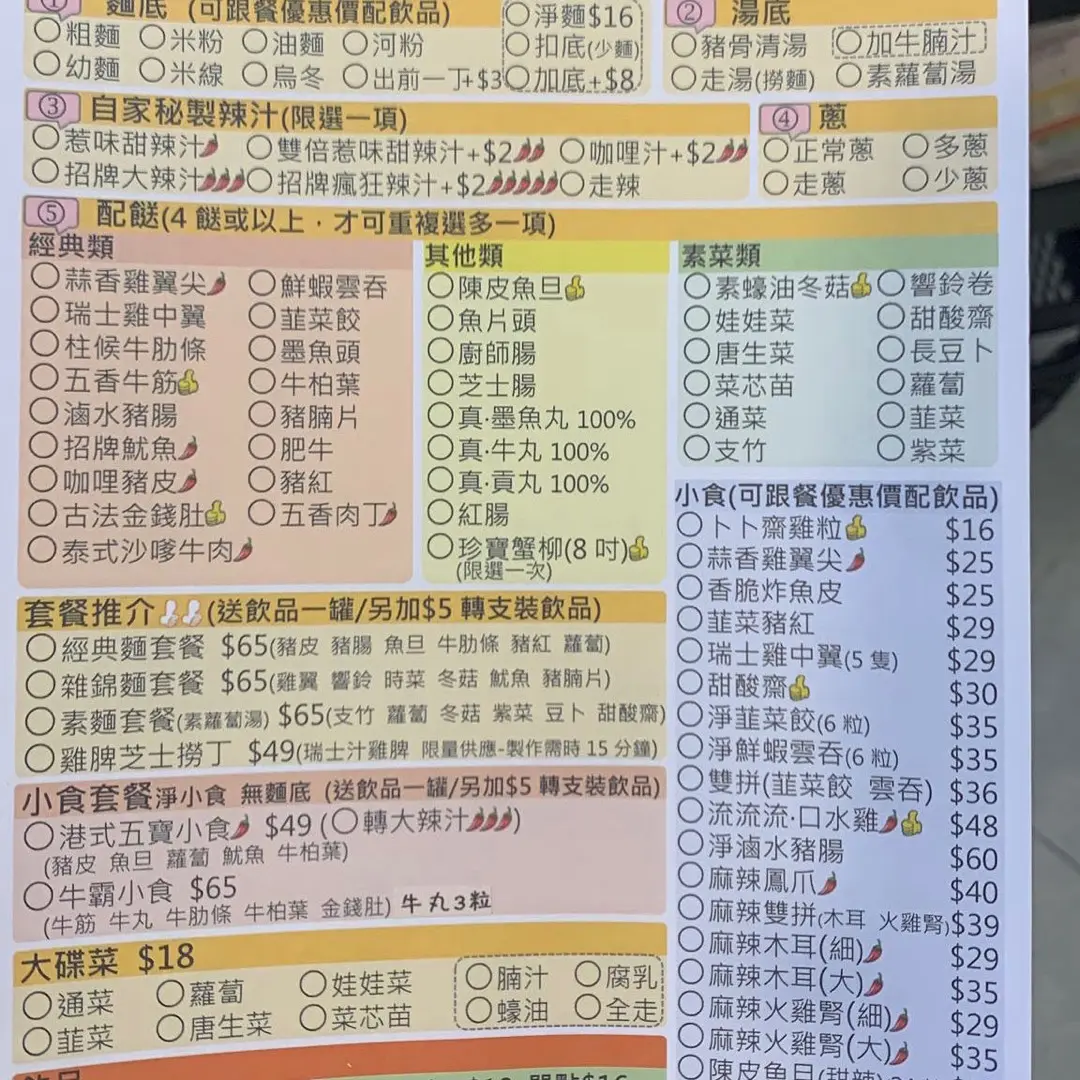 ① 麵底 (可跟餐優惠價配飲品)
○粗麵 ○米粉 ○油麵 ○河粉
○幼麵 ○米線 ○烏冬 ○出前一丁+$3
○淨麵$16
○扣底(少麵)
○加底+$8
② 湯底
○豬骨清湯 ○加牛腩汁
○走湯(撈麵) ○素蘿蔔湯
③ 自家秘製辣汁(限選一項)
○惹味甜辣汁 ○雙倍惹味甜辣汁+$2 ○咖哩汁+$2
○招牌大辣汁 ○招牌瘋狂辣汁+$2 ○走辣
④ 蔥
○正常蔥 ○多蔥
○走蔥 ○少蔥
⑤ 配餸(4 餸或以上，才可重複選多一項)
經典類
○蒜香雞翼尖 ○鮮蝦雲吞
○瑞士雞中翼 ○韮菜餃
○柱候牛肋條 ○墨魚頭
○五香牛筋 ○牛柏葉
○滷水豬腸 ○豬腩片
○招牌魷魚 ○肥牛
○咖哩豬皮 ○豬紅
○古法金錢肚 ○五香肉丁
○泰式沙嗲牛肉
其他類
○陳皮魚旦
○魚片頭
○廚師腸
○芝士腸
○真·墨魚丸 100%
○真·牛丸 100%
○真·貢丸 100%
○紅腸
○珍寶蟹柳(8 吋)
(限選一次)
素菜類
○素蠔油冬菇 ○響鈴卷
○娃娃菜 ○甜酸齋
○唐生菜 ○長豆卜
○菜芯苗 ○蘿蔔
○通菜 ○韮菜
○支竹 ○紫菜
套餐推介(送飲品一罐/另加$5 轉支裝飲品)
○經典麵套餐 $65(豬皮 豬腸 魚旦 牛肋條 豬紅 蘿蔔)
○雜錦麵套餐 $65(雞翼 響鈴 時菜 冬菇 魷魚 豬腩片)
○素麵套餐(素蘿蔔湯) $65(支竹 蘿蔔 冬菇 紫菜 豆卜 甜酸齋)
○雞脾芝士撈丁 $49(瑞士汁雞脾 限量供應-製作需時 15 分鐘)
小食套餐淨小食 無麵底 (送飲品一罐/另加$5 轉支裝飲品)
○港式五寶小食 $49 (○轉大辣汁)
(豬皮 魚旦 蘿蔔 魷魚 牛柏葉)
○牛霸小食 $65
(牛筋 牛丸 牛肋條 牛柏葉 金錢肚) 牛丸3粒
大碟菜 $18
○通菜 ○蘿蔔 ○娃娃菜
○韮菜 ○唐生菜 ○菜芯苗
○腩汁 ○腐乳
○蠔油 ○全走
小食(可跟餐優惠價配飲品)
○卜卜齋雞粒 $16
○蒜香雞翼尖 $25
○香脆炸魚皮 $25
○韮菜豬紅 $29
○瑞士雞中翼(5 隻) $29
○甜酸齋 $30
○淨韮菜餃(6 粒) $35
○淨鮮蝦雲吞(6 粒) $35
○雙拼(韮菜餃 雲吞) $36
○流流流·口水雞 $48
○淨滷水豬腸 $60
○麻辣鳳爪 $40
○麻辣雙拼(木耳 火雞腎) $39
○麻辣木耳(細) $29
○麻辣木耳(大) $35
○麻辣火雞腎(細) $29
○麻辣火雞腎(大) $35
○陳皮魚旦(甜辣)